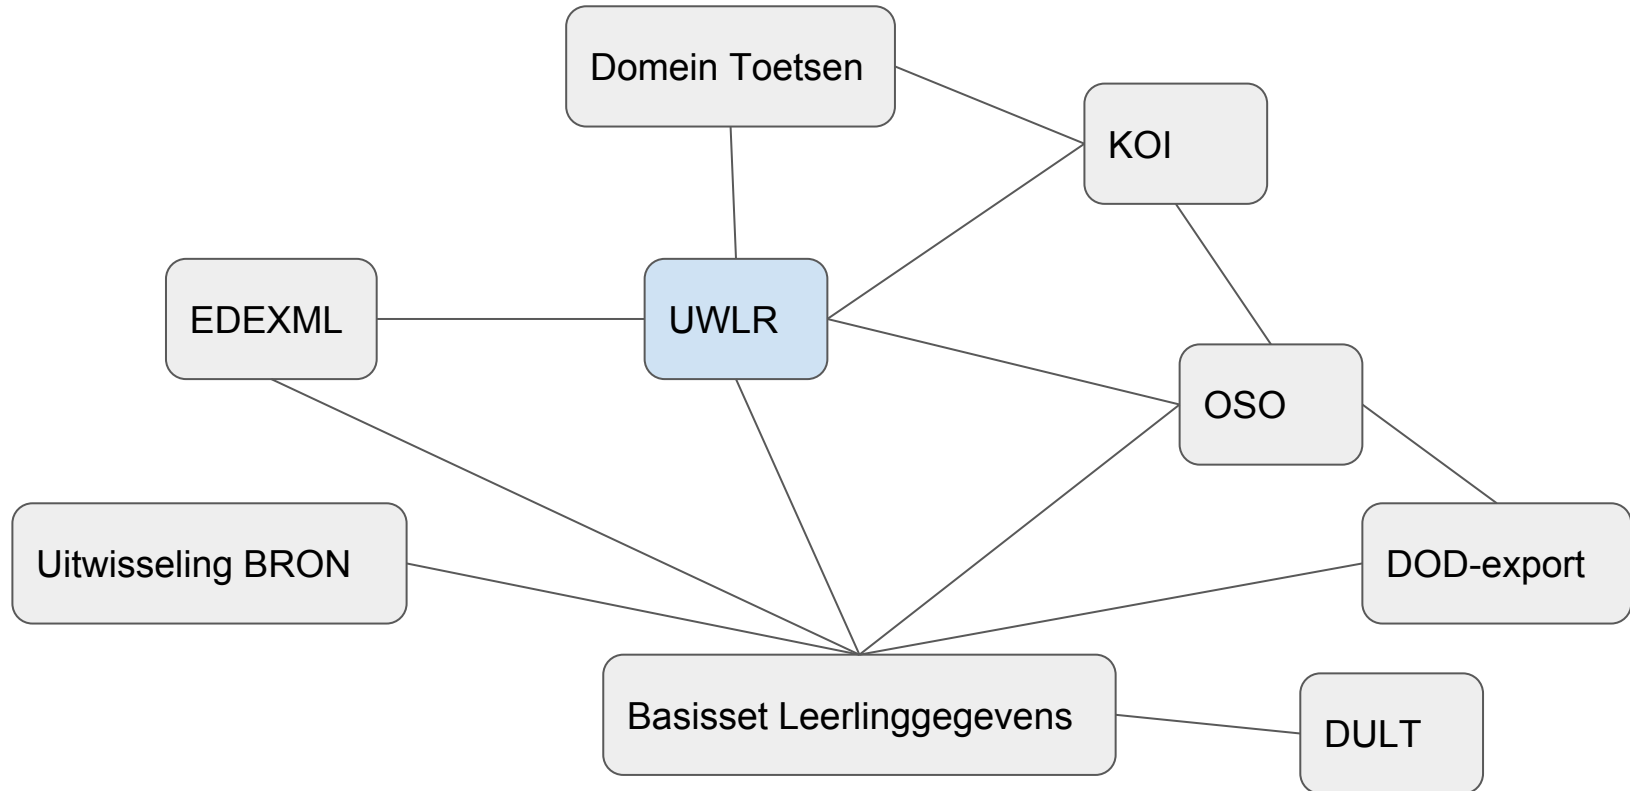 Domein Toetsen
KOI
EDEXML
UWLR
OSO
Uitwisseling BRON
DOD-export
Basisset Leerlinggegevens
DULT